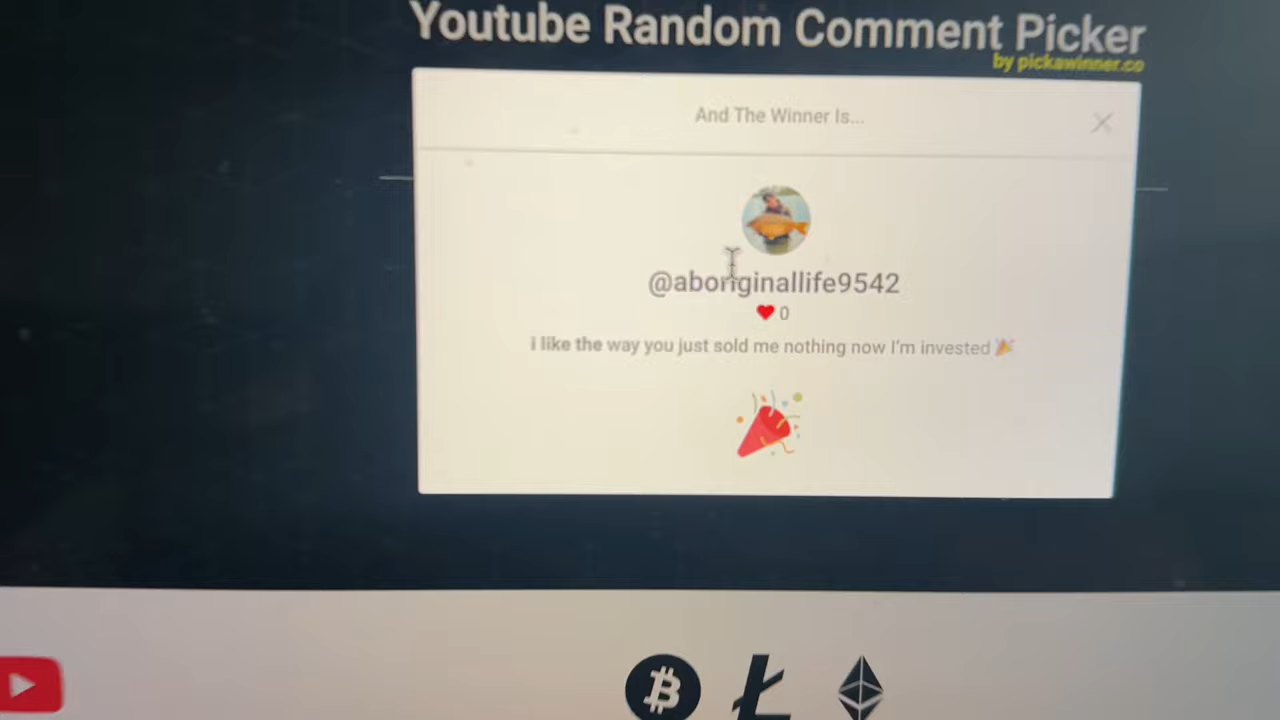 Youtube Random Comment Picker
by pickawinner.co
And The Winner Is...
@aboriginallife9542
0
i like the way you just sold me nothing now I'm invested 🎉